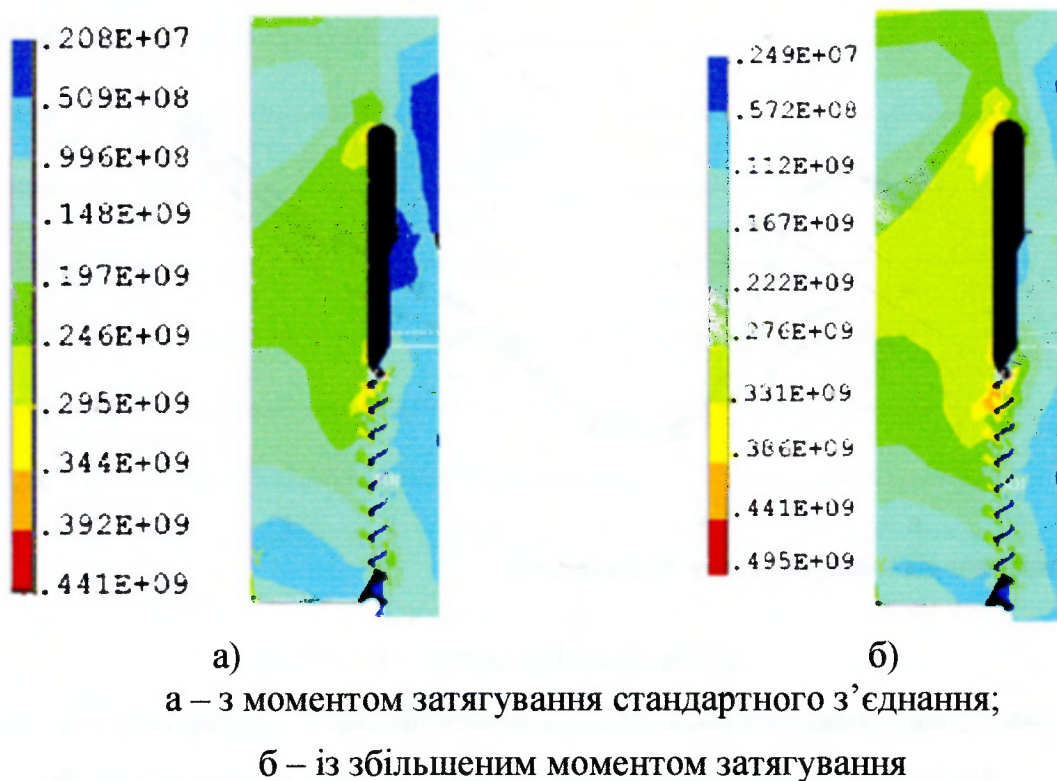 .208E+07
.509E+08
.996E+08
.148E+09
.197E+09
.246E+09
.295E+09
.344E+09
.392E+09
.441E+09
.249E+07
.572E+08
.112E+09
.167E+09
.222E+09
.276E+09
.331E+09
.386E+09
.441E+09
.495E+09
а)
б)
а – з моментом затягування стандартного з’єднання;
б – із збільшеним моментом затягування